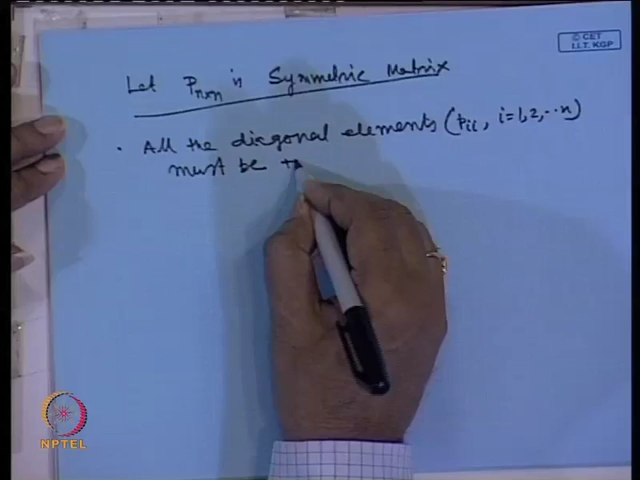 © CET
I.I.T. KGP
Let Pnxn is Symmetric Matrix
· All the diagonal elements (Pii, i=1,2,--n)
must be
NPTEL